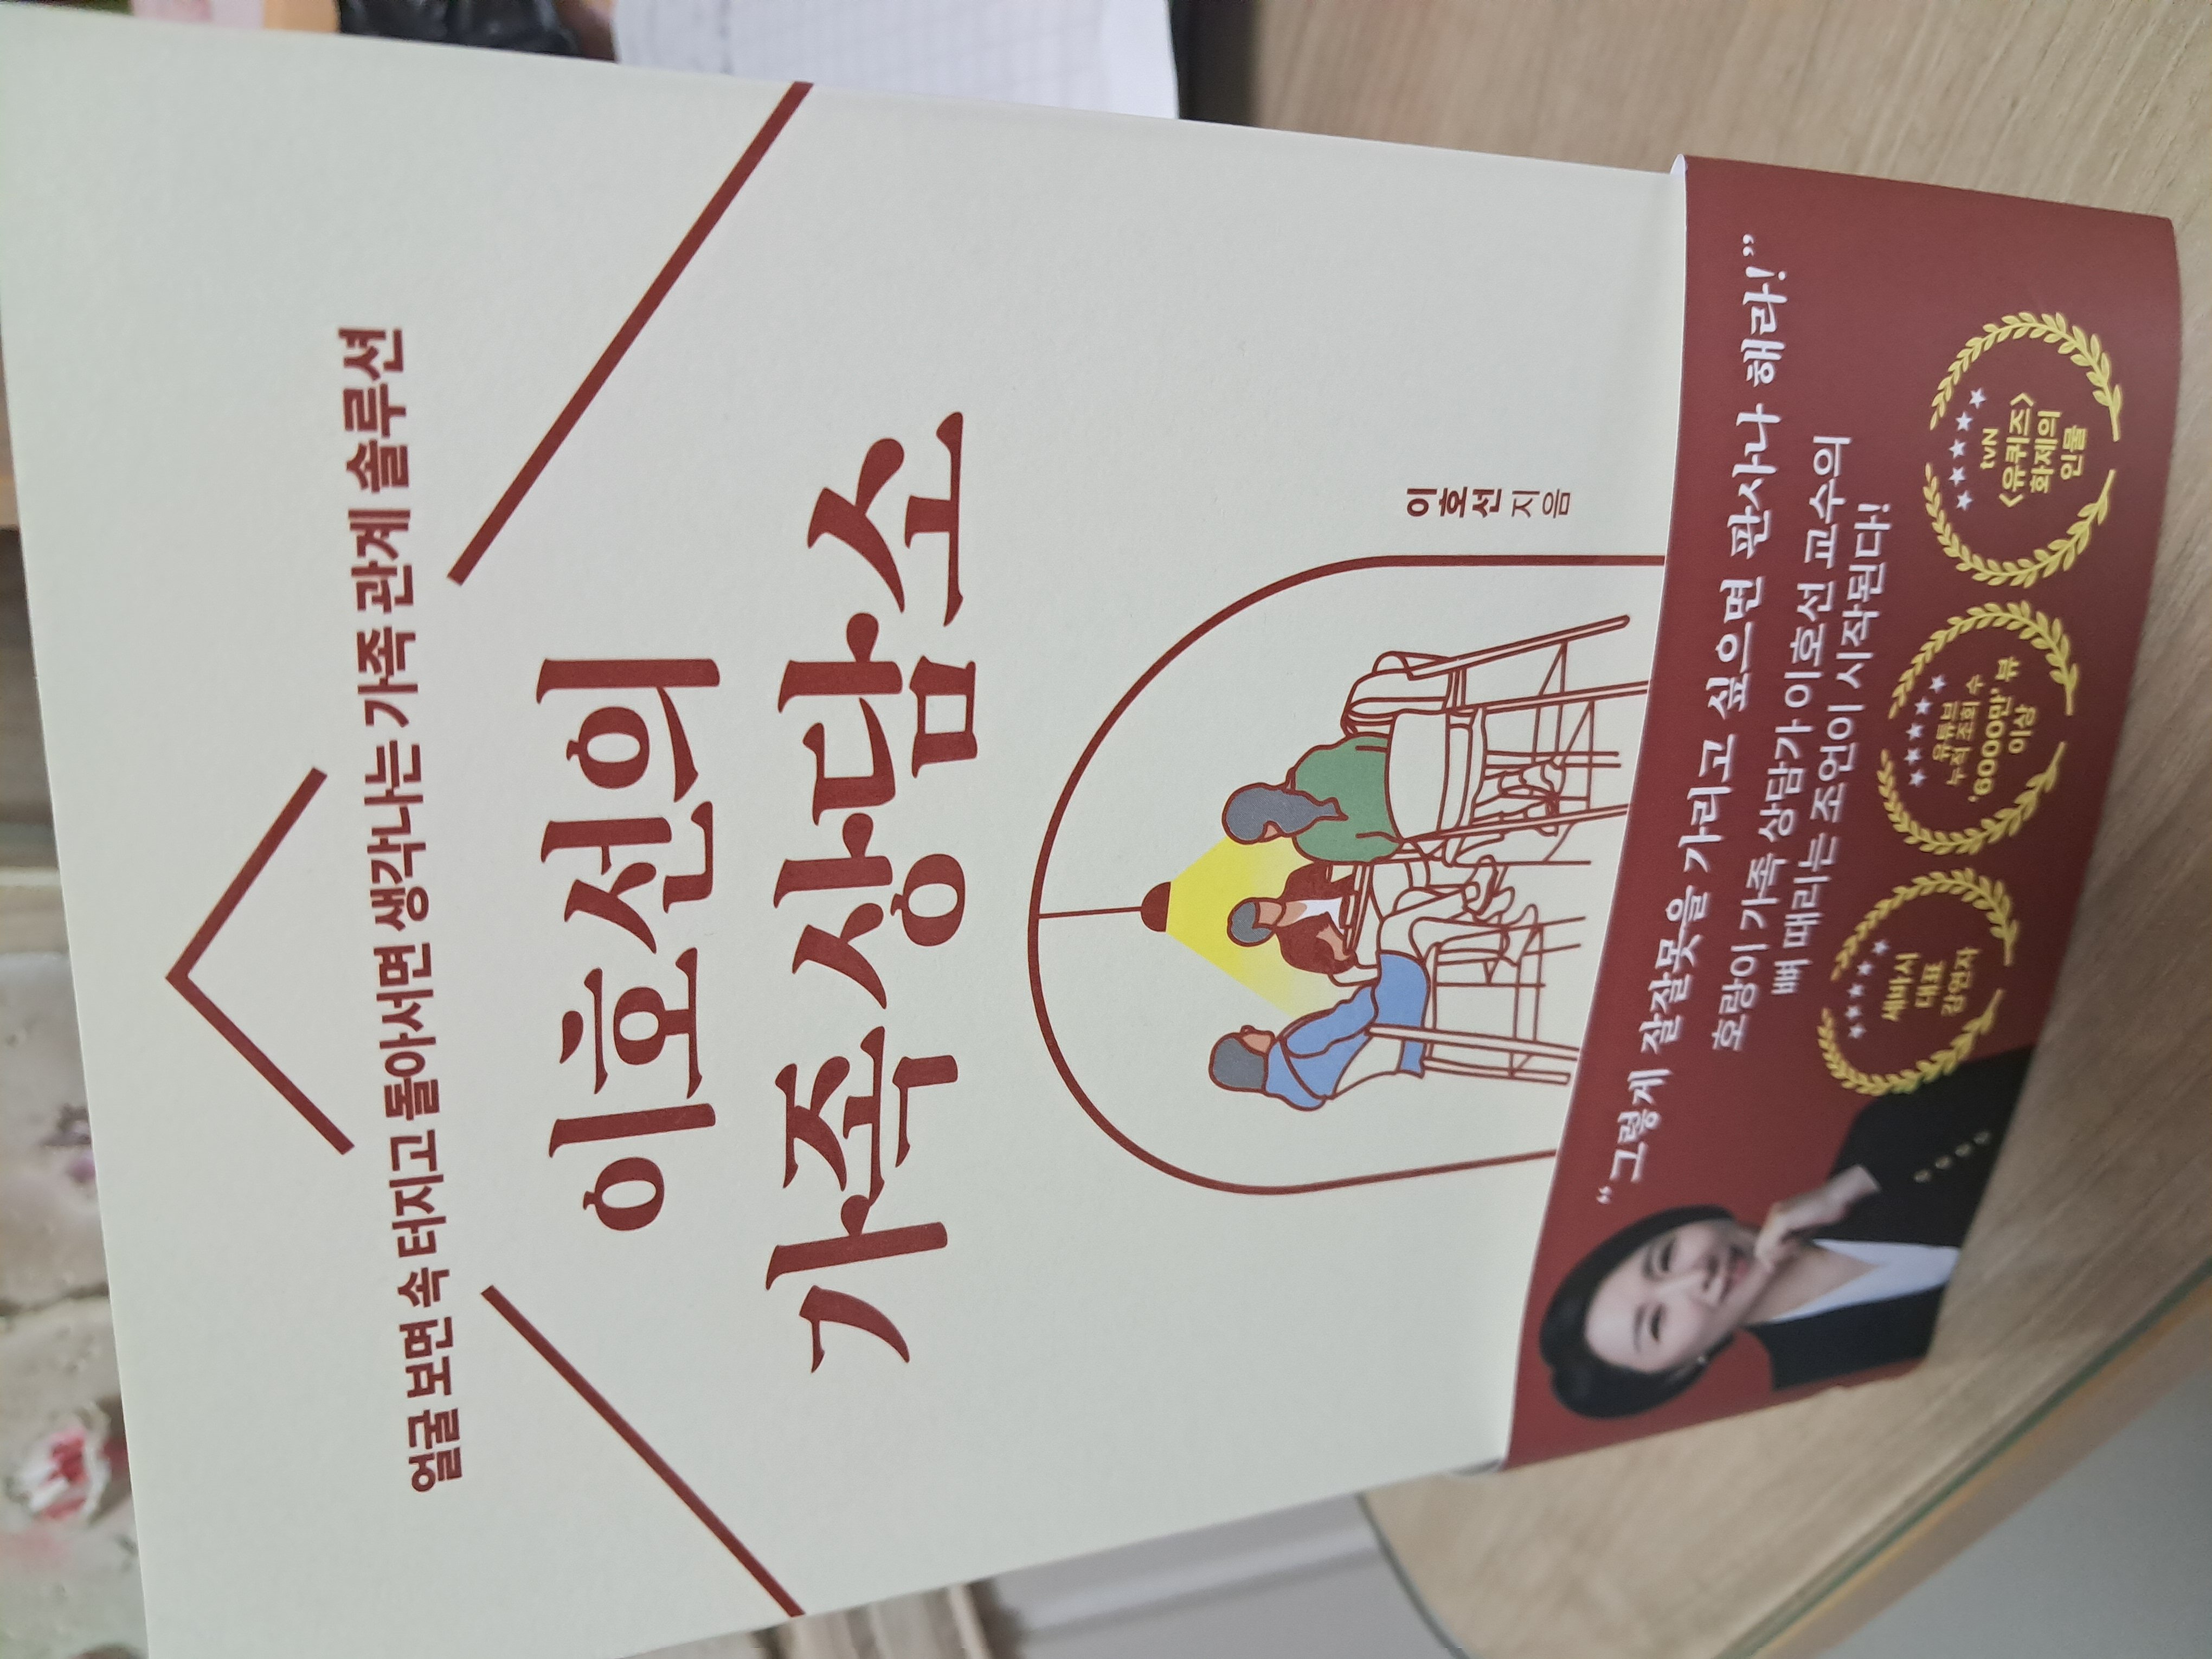 얼굴 보면 속 터지고 돌아서면 생각나는 가족 관계 솔루션
이호선의
가족 상담소
이호선 지음
“그렇게 잘잘못을 가리고 싶으면 판사나 해라!”
호랑이 가족 상담가 이호선 교수의
뼈 때리는 조언이 시작된다!
세바시
대표
강연자
유튜브
누적 조회 수
‘6000만’ 뷰
이상
tvN
〈유퀴즈〉
화제의
인물